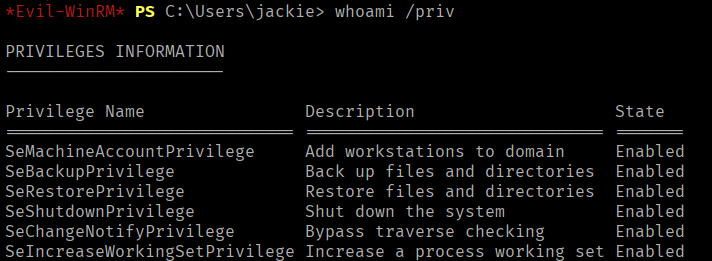 *Evil-WinRM* PS C:\Users\jackie> whoami /priv
PRIVILEGES INFORMATION
----------------------
Privilege Name Description State
============================= ============================== =======
SeMachineAccountPrivilege Add workstations to domain Enabled
SeBackupPrivilege Back up files and directories Enabled
SeRestorePrivilege Restore files and directories Enabled
SeShutdownPrivilege Shut down the system Enabled
SeChangeNotifyPrivilege Bypass traverse checking Enabled
SeIncreaseWorkingSetPrivilege Increase a process working set Enabled